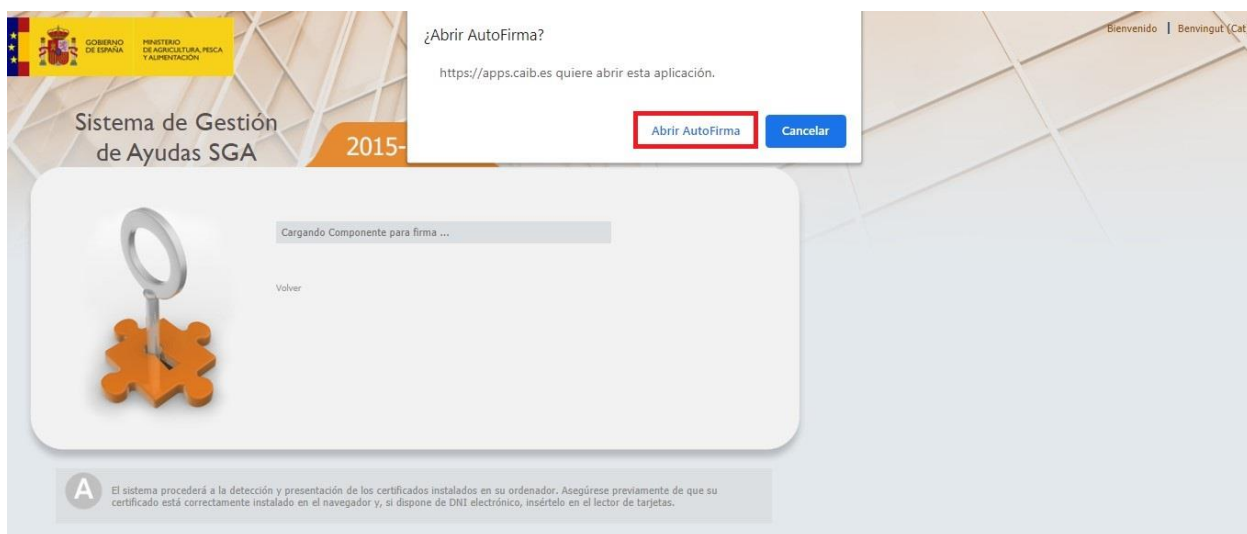 GOBIERNO
DE ESPAÑA
MINISTERIO
DE AGRICULTURA, PESCA
Y ALIMENTACIÓN
¿Abrir AutoFirma?
https://apps.caib.es quiere abrir esta aplicación.
Abrir AutoFirma
Cancelar
Bienvenido | Benvingut (Cat
Sistema de Gestión
de Ayudas SGA
2015-
Cargando Componente para firma ...
Volver
A
El sistema procederá a la detección y presentación de los certificados instalados en su ordenador. Asegúrese previamente de que su
certificado está correctamente instalado en el navegador y, si dispone de DNI electrónico, insértelo en el lector de tarjetas.